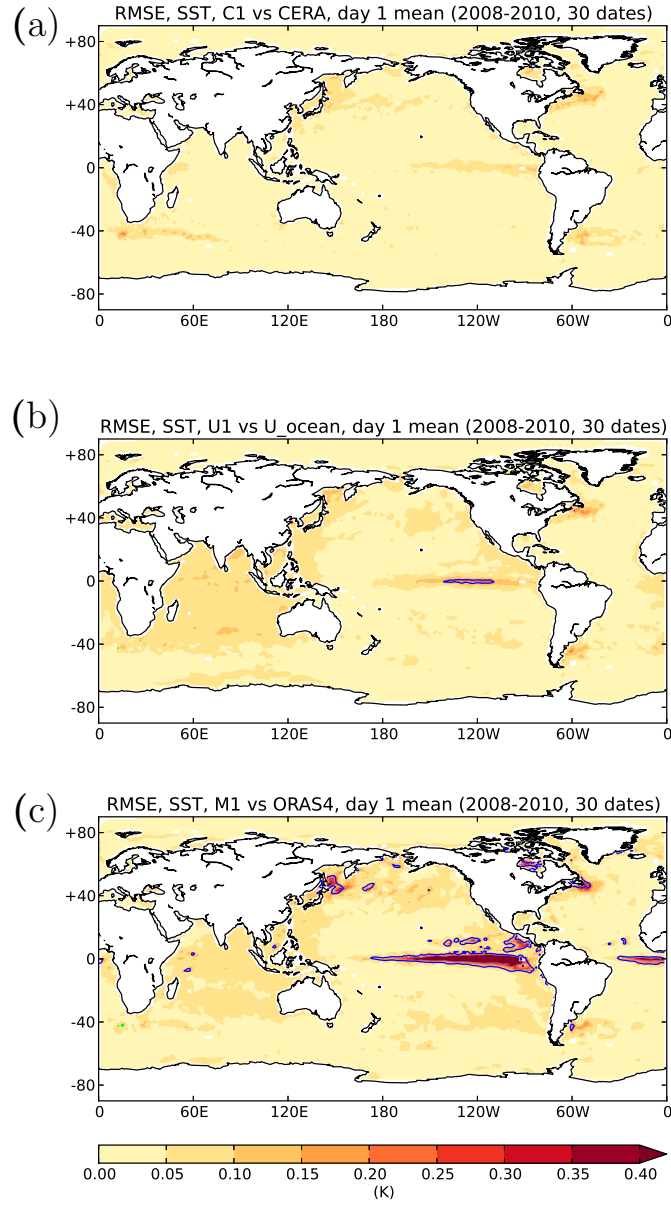 (a)
RMSE, SST, C1 vs CERA, day 1 mean (2008-2010, 30 dates)
+80
+40
0
-40
-80
0 60E 120E 180 120W 60W 0
(b)
RMSE, SST, U1 vs U_ocean, day 1 mean (2008-2010, 30 dates)
+80
+40
0
-40
-80
0 60E 120E 180 120W 60W 0
(c)
RMSE, SST, M1 vs ORAS4, day 1 mean (2008-2010, 30 dates)
+80
+40
0
-40
-80
0 60E 120E 180 120W 60W 0
0.00 0.05 0.10 0.15 0.20 0.25 0.30 0.35 0.40
(K)